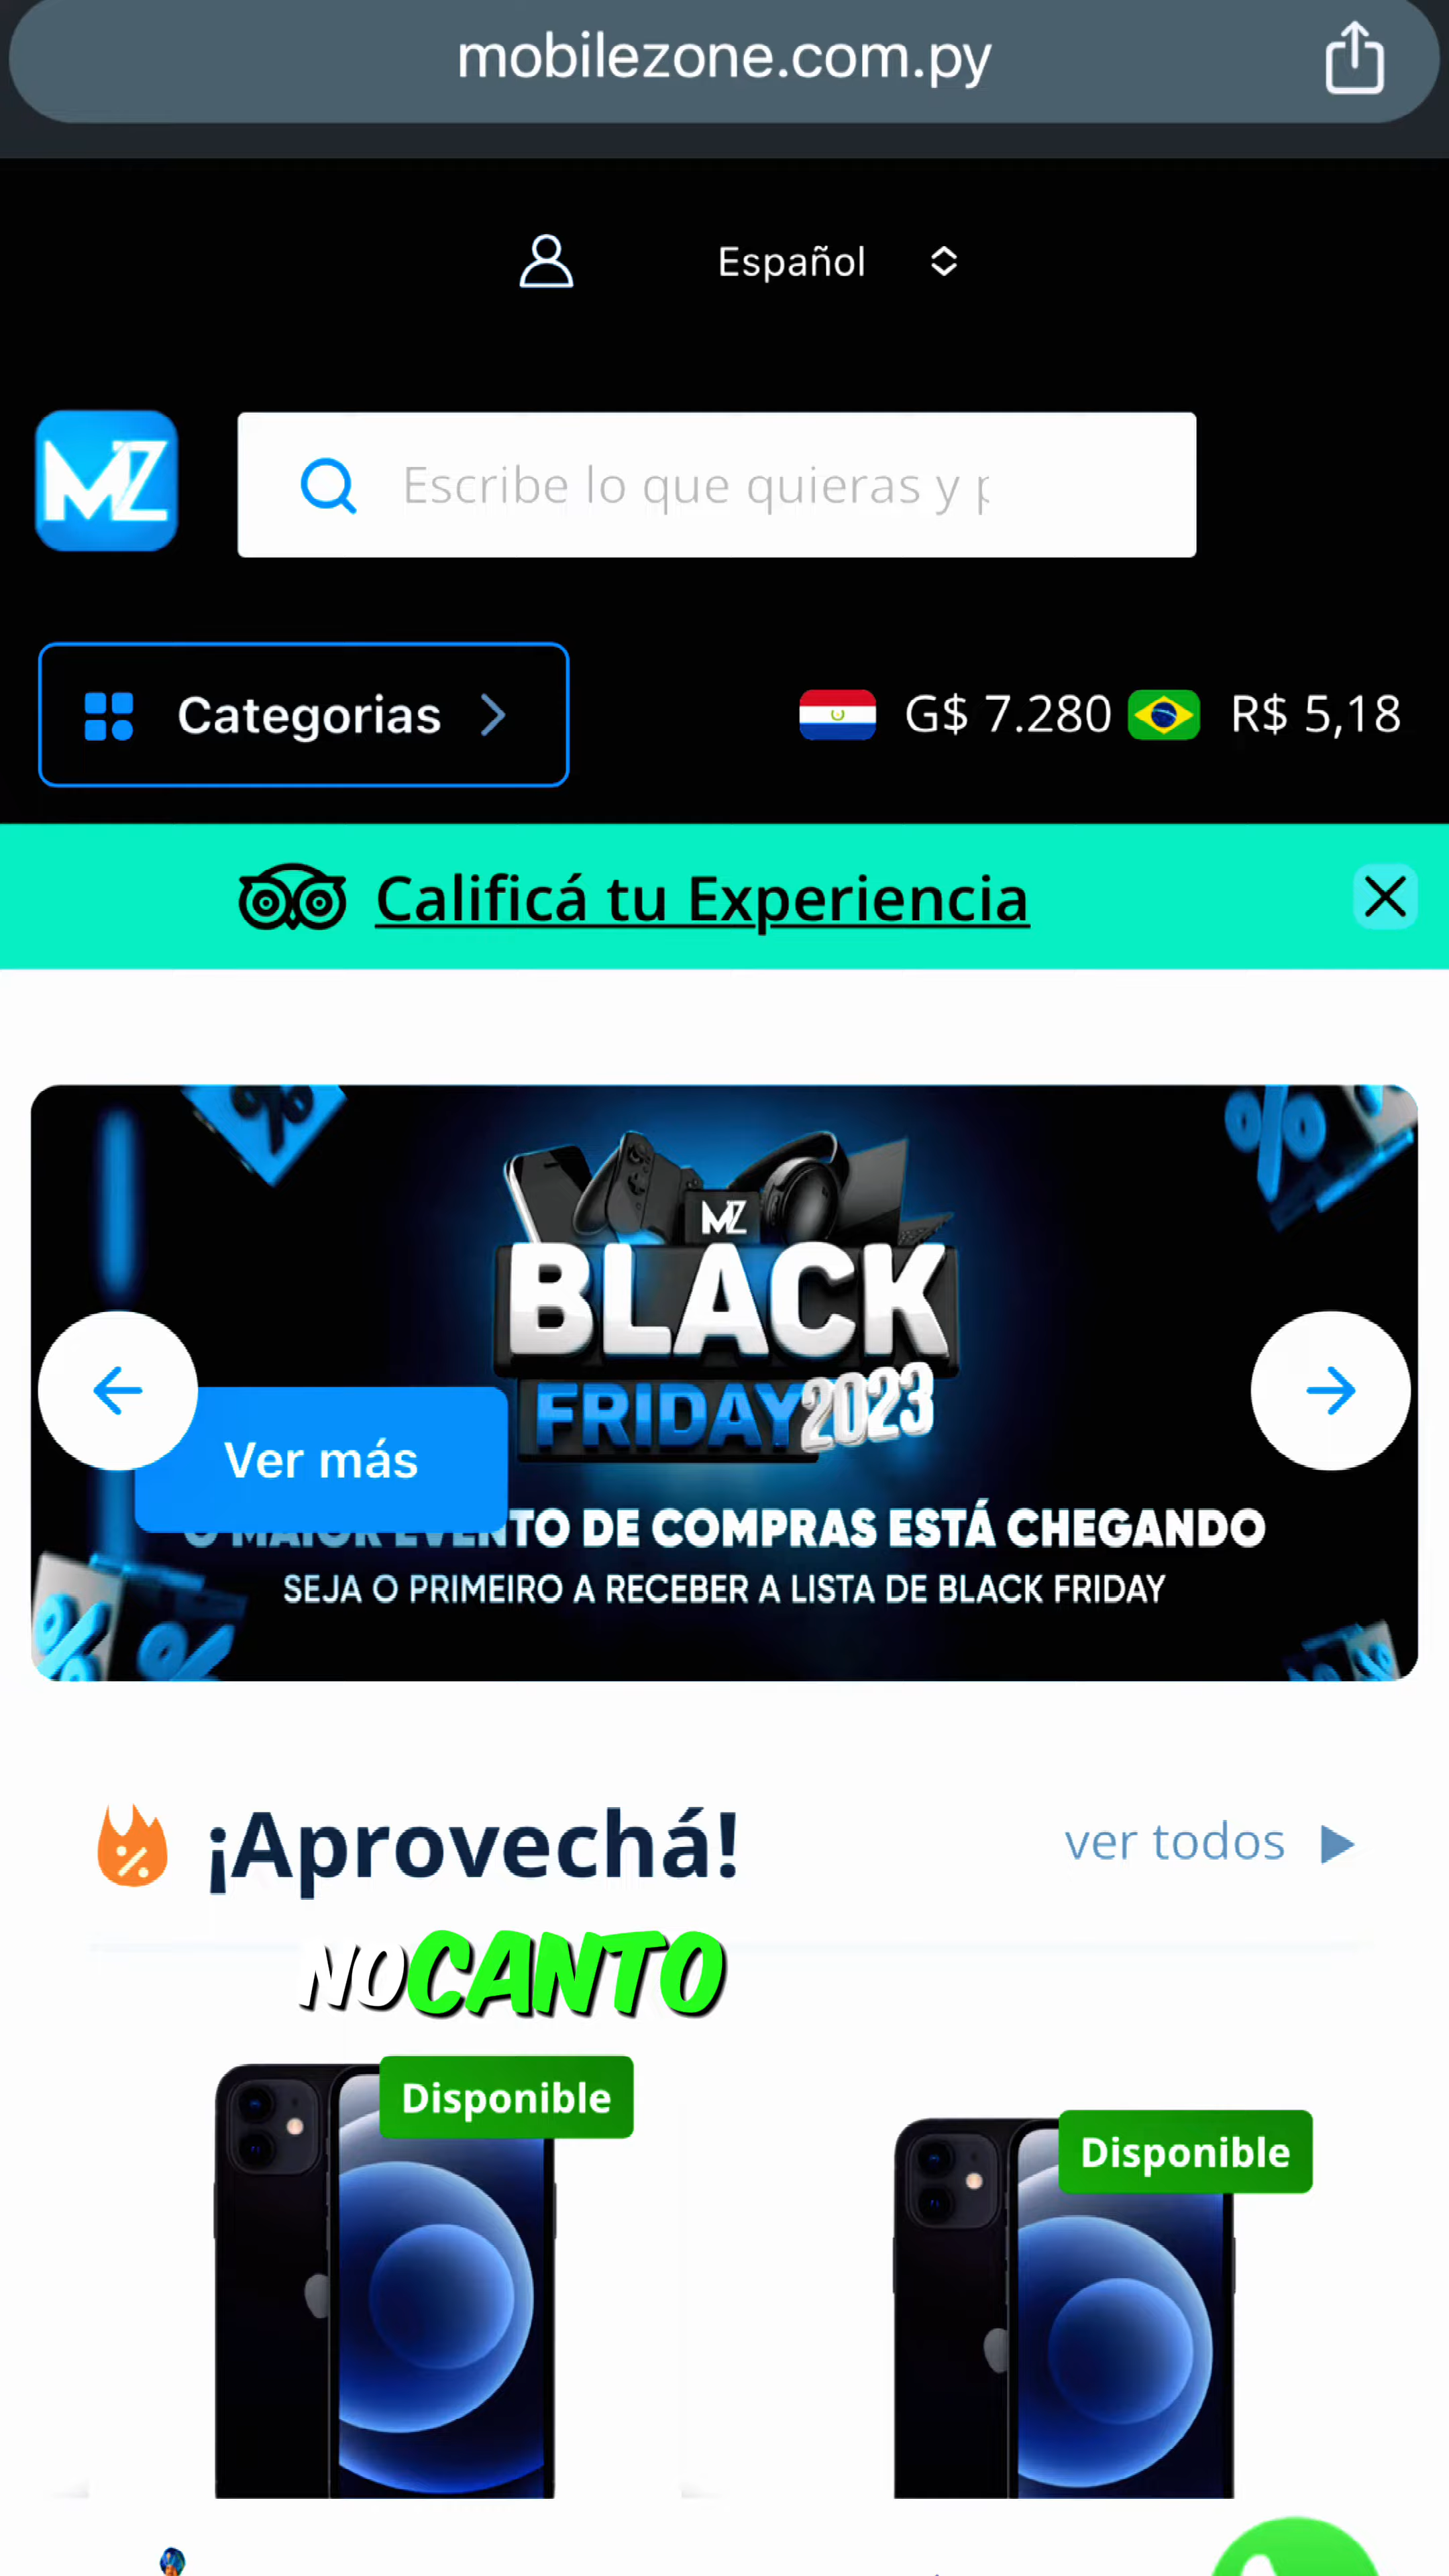 mobilezone.com.py
Español
MZ
Escribe lo que quieras y p
Categorias
G$ 7.280 R$ 5,18
Calificá tu Experiencia
MZ
BLACK
FRIDAY 2023
Ver más
O MAIOR EVENTO DE COMPRAS ESTÁ CHEGANDO
SEJA O PRIMEIRO A RECEBER A LISTA DE BLACK FRIDAY
¡Aprovechá!
ver todos
NO CANTO
Disponible
Disponible